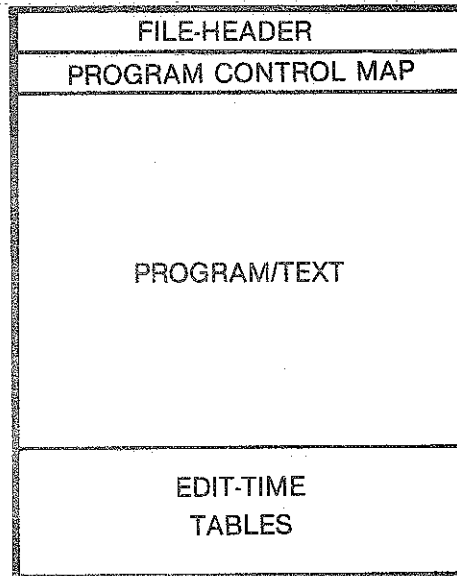 FILE-HEADER
PROGRAM CONTROL MAP
PROGRAM/TEXT
EDIT-TIME
TABLES